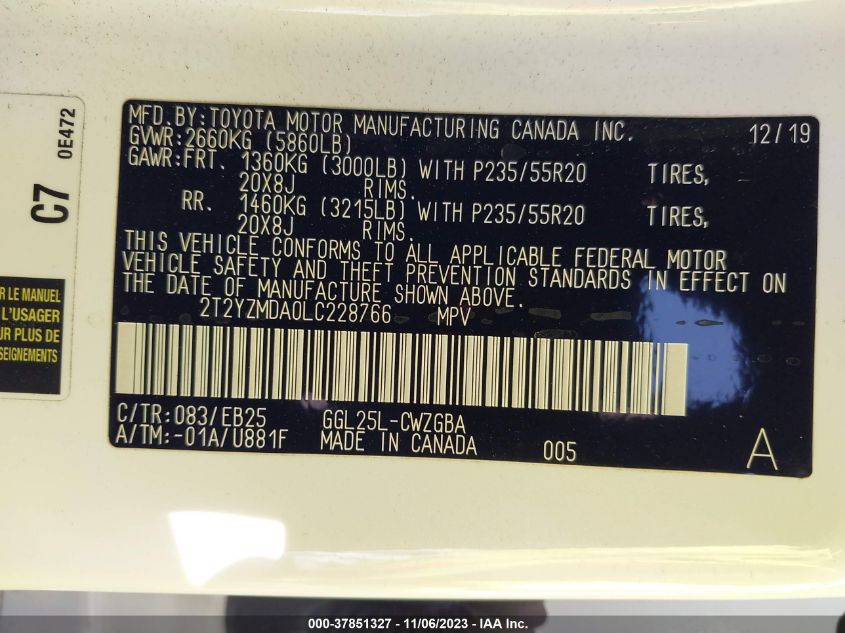 C7 0E472
R LE MANUEL
L'USAGER
UR PLUS DE
SEIGNEMENTS
MFD.BY:TOYOTA MOTOR MANUFACTURING CANADA INC. 12/19
GVWR:2660KG (5860LB)
GAWR:FRT. 1360KG (3000LB) WITH P235/55R20 TIRES,
20X8J RIMS.
RR. 1460KG (3215LB) WITH P235/55R20 TIRES,
20X8J RIMS.
THIS VEHICLE CONFORMS TO ALL APPLICABLE FEDERAL MOTOR
VEHICLE SAFETY AND THEFT PREVENTION STANDARDS IN EFFECT ON
THE DATE OF MANUFACTURE SHOWN ABOVE.
2T2YZMDA0LC228766 MPV
C/TR:083/EB25 GGL25L-CWZGBA
A/TM:-01A/U881F MADE IN CANADA 005 A
000-37851327 - 11/06/2023 - IAA Inc.